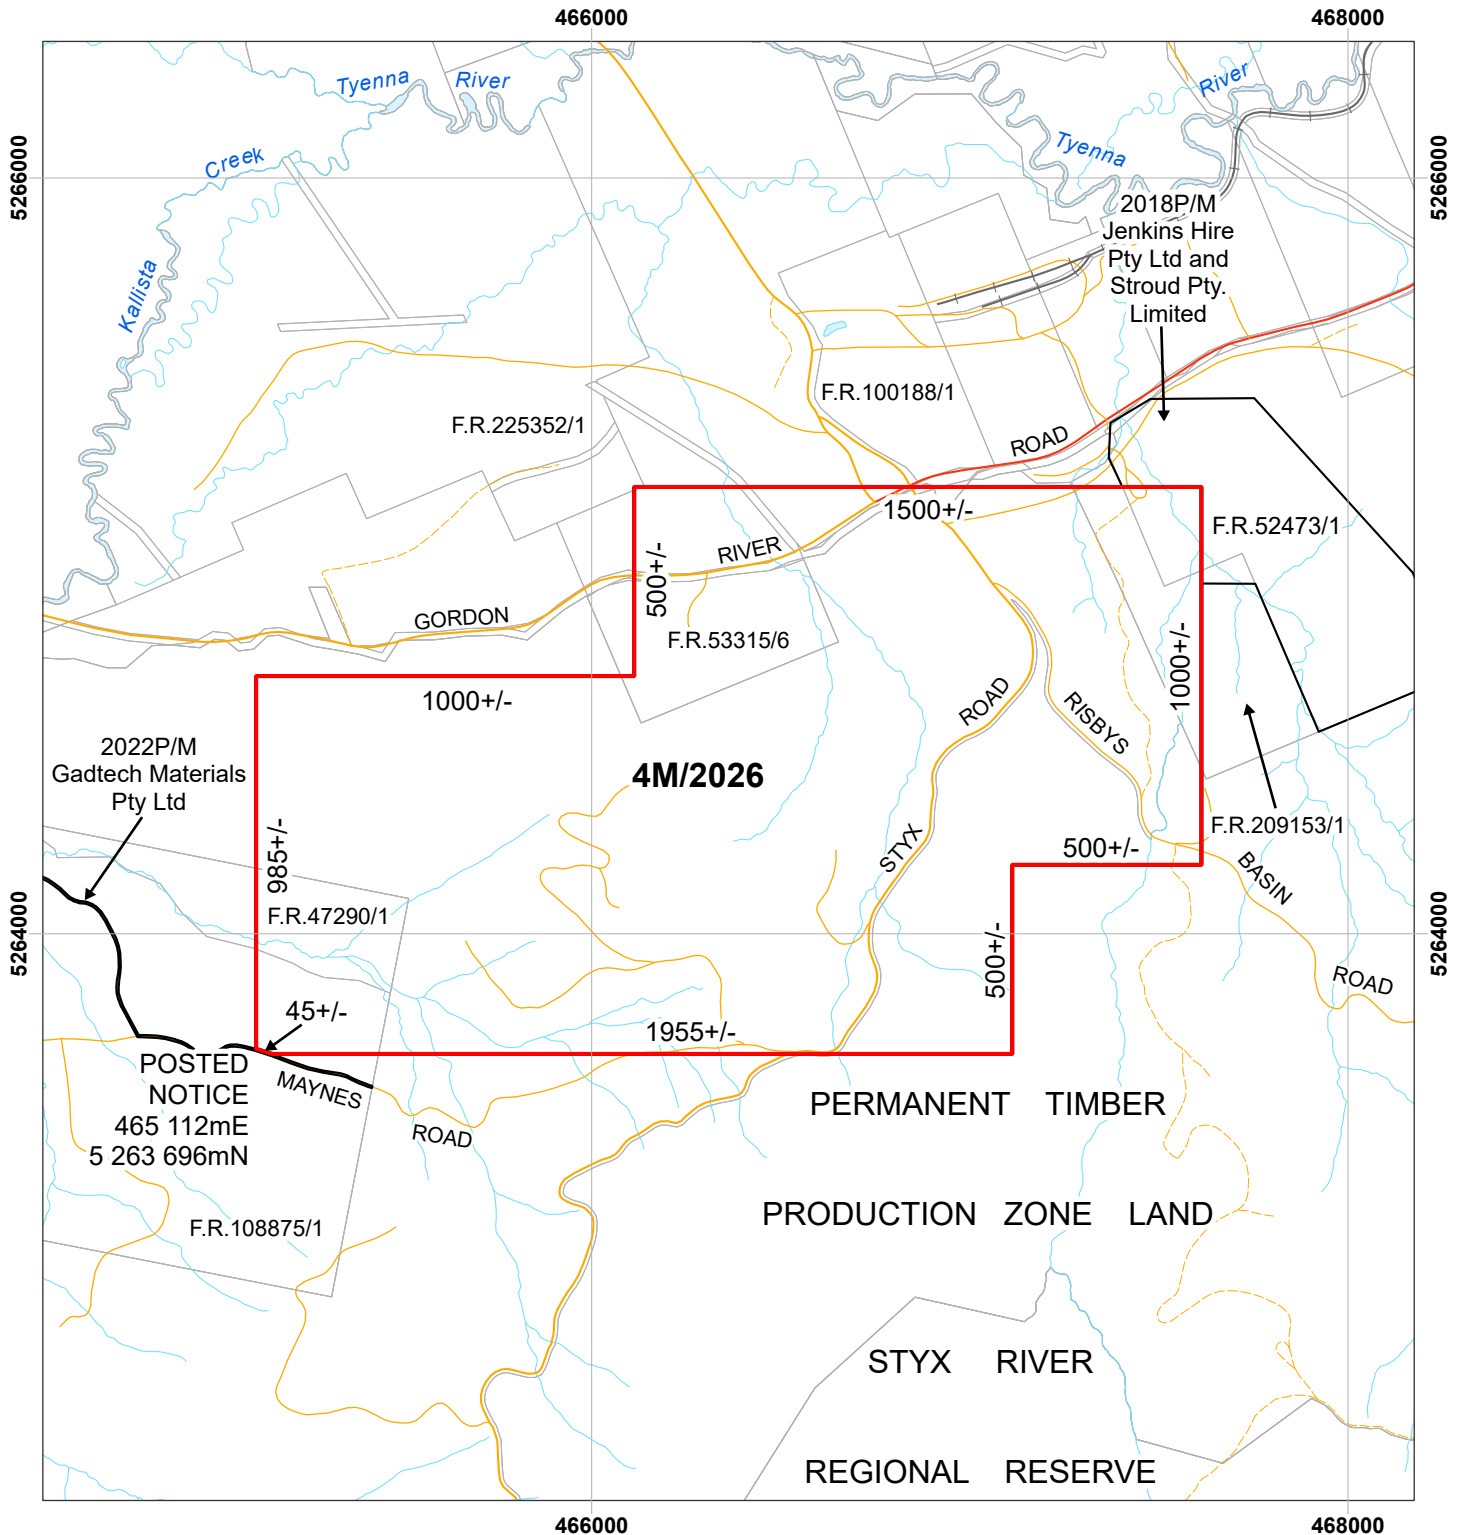 466000
468000
Tyenna River
River
Creek
Tyenna
5266000
5266000
2018P/M
Jenkins Hire
Pty Ltd and
Stroud Pty.
Limited
Kallista
F.R.100188/1
F.R.225352/1
ROAD
1500+/-
F.R.52473/1
RIVER
500+/-
GORDON
F.R.53315/6
1000+/-
1000+/-
ROAD
RISBYS
2022P/M
Gadtech Materials
Pty Ltd
4M/2026
985+/-
STYX
500+/-
F.R.209153/1
BASIN
F.R.47290/1
5264000
5264000
500+/-
ROAD
45+/-
1955+/-
POSTED
NOTICE
465 112mE
5 263 696mN
MAYNES
ROAD
PERMANENT TIMBER
PRODUCTION ZONE LAND
F.R.108875/1
STYX RIVER
REGIONAL RESERVE
466000
468000